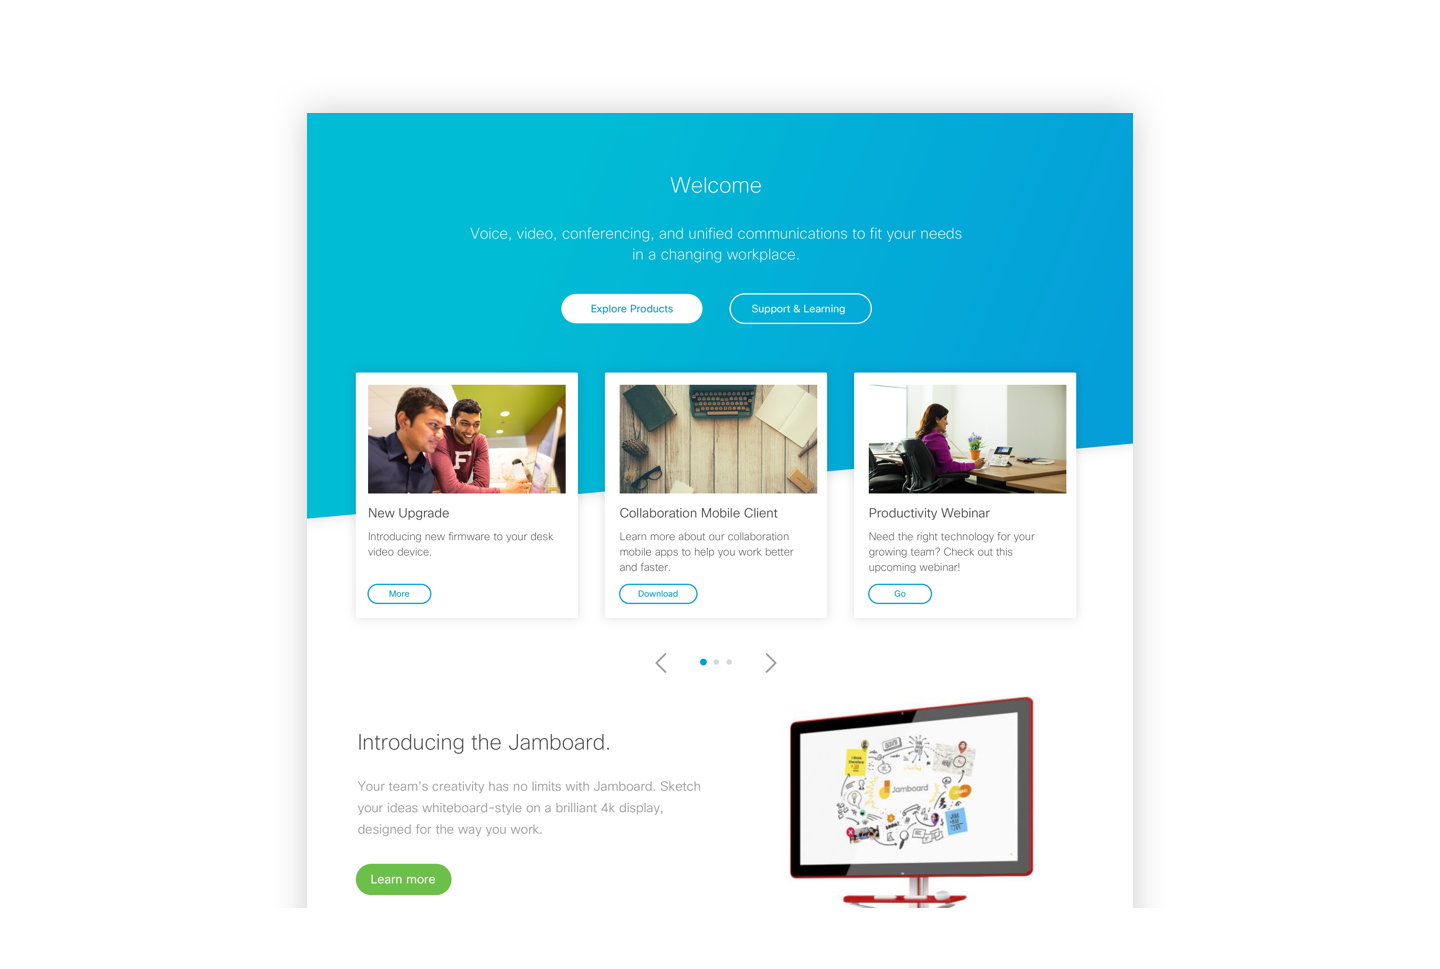 Welcome
Voice, video, conferencing, and unified communications to fit your needs
in a changing workplace.
Explore Products
Support & Learning
F
New Upgrade
Introducing new firmware to your desk
video device.
More
Collaboration Mobile Client
Learn more about our collaboration
mobile apps to help you work better
and faster.
Download
Productivity Webinar
Need the right technology for your
growing team? Check out this
upcoming webinar!
Go
Introducing the Jamboard.
Your team's creativity has no limits with Jamboard. Sketch
your ideas whiteboard-style on a brilliant 4k display,
designed for the way you work.
Learn more
Jamboard